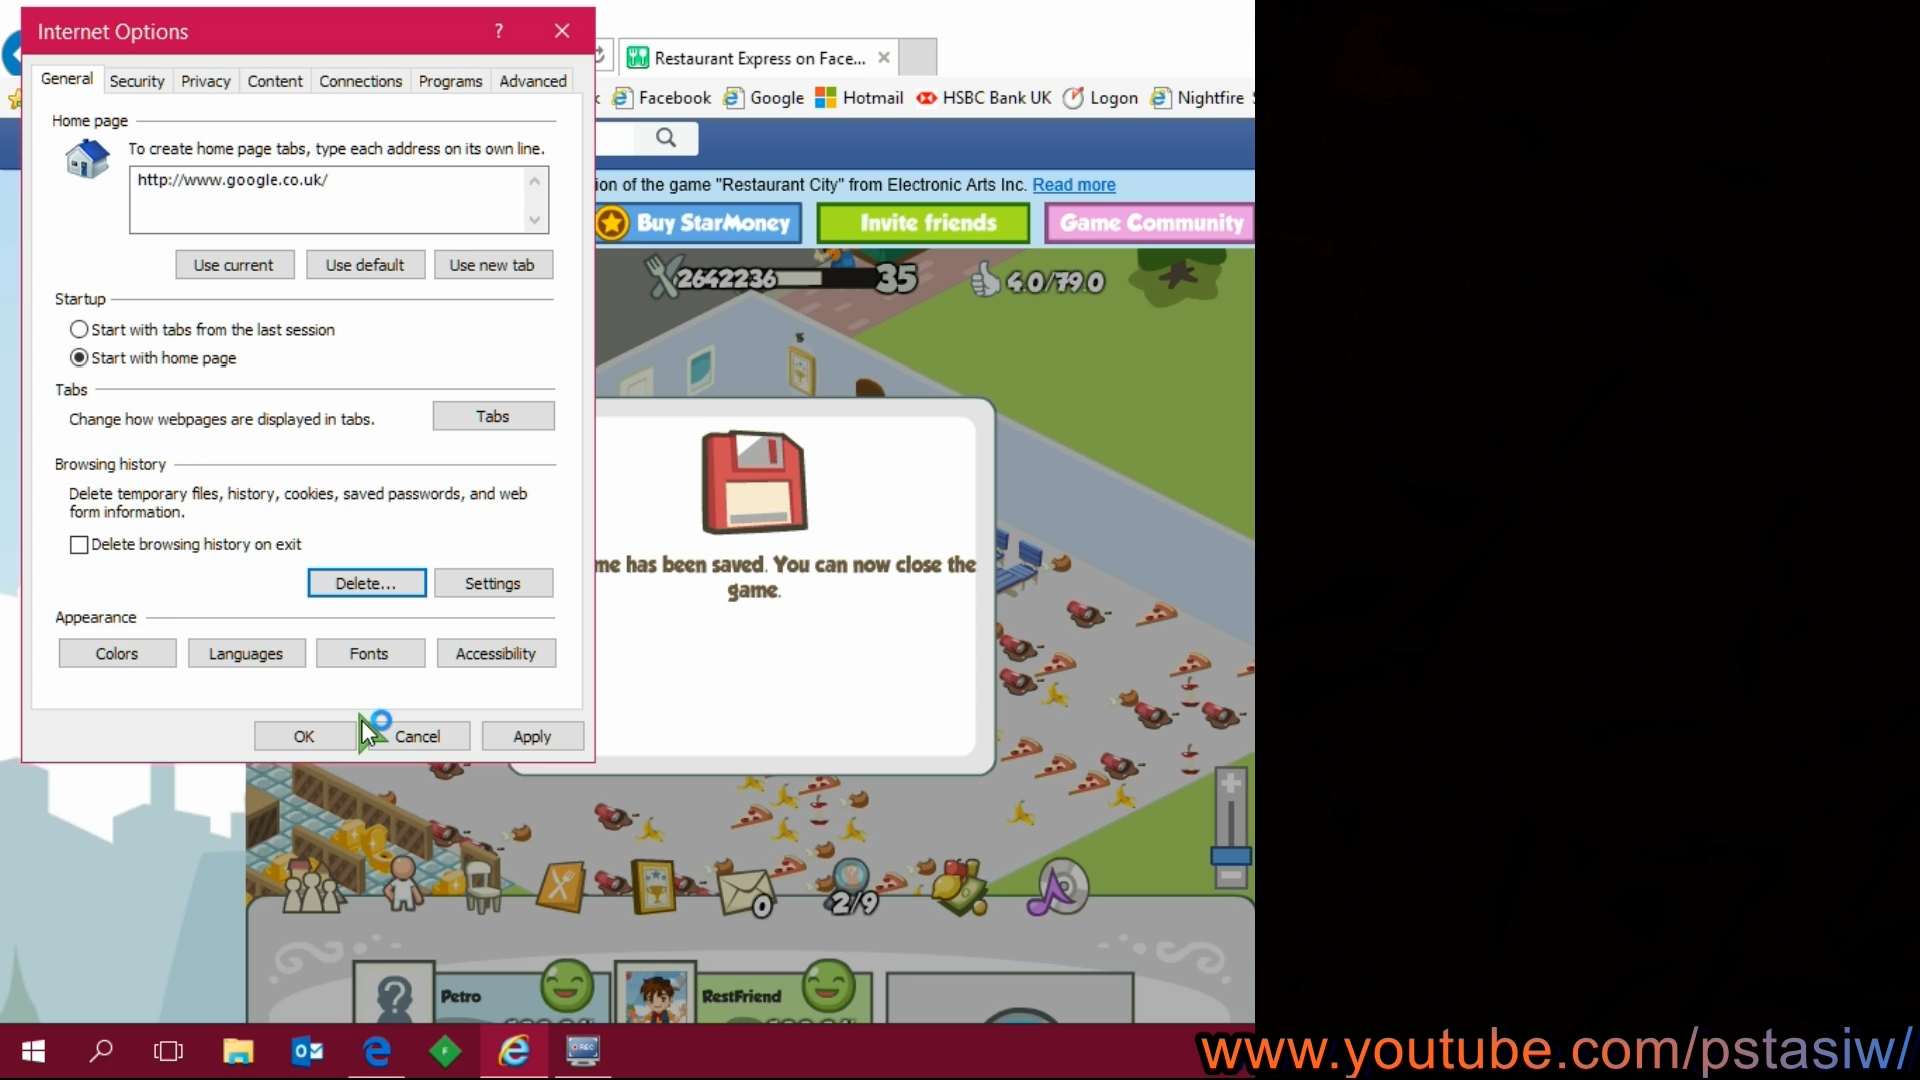 Internet Options
?
General Security Privacy Content Connections Programs Advanced
Home page
To create home page tabs, type each address on its own line.
http://www.google.co.uk/
Use current Use default Use new tab
Startup
Start with tabs from the last session
Start with home page
Tabs
Change how webpages are displayed in tabs.
Tabs
Browsing history
Delete temporary files, history, cookies, saved passwords, and web
form information.
Delete browsing history on exit
Delete... Settings
Appearance
Colors Languages Fonts Accessibility
OK Cancel Apply
Restaurant Express on Face...
Facebook Google Hotmail HSBC Bank UK Logon Nightfire
of the game "Restaurant City" from Electronic Arts Inc. Read more
Buy StarMoney Invite friends Game Community
2642236 35 4.0/79.0
has been saved. You can now close the
game.
0 2/9
Petro RestFriend
REC
www.youtube.com/pstasiw/